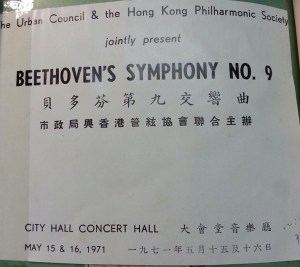 The Urban Council & the Hong Kong Philharmonic Society
jointly present
BEETHOVEN'S SYMPHONY NO. 9
貝多芬第九交響曲
市政局與香港管絃協會聯合主辦
CITY HALL CONCERT HALL 大會堂音樂廳
MAY 15 & 16, 1971 一九七一年五月十五及十六日